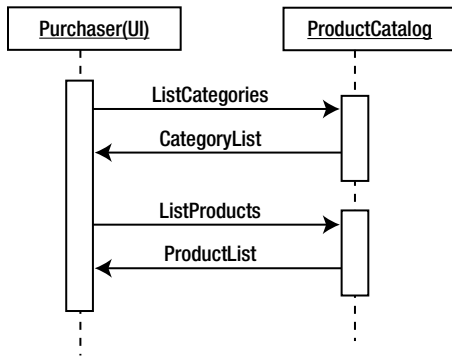 Purchaser(UI)
ProductCatalog
ListCategories
CategoryList
ListProducts
ProductList